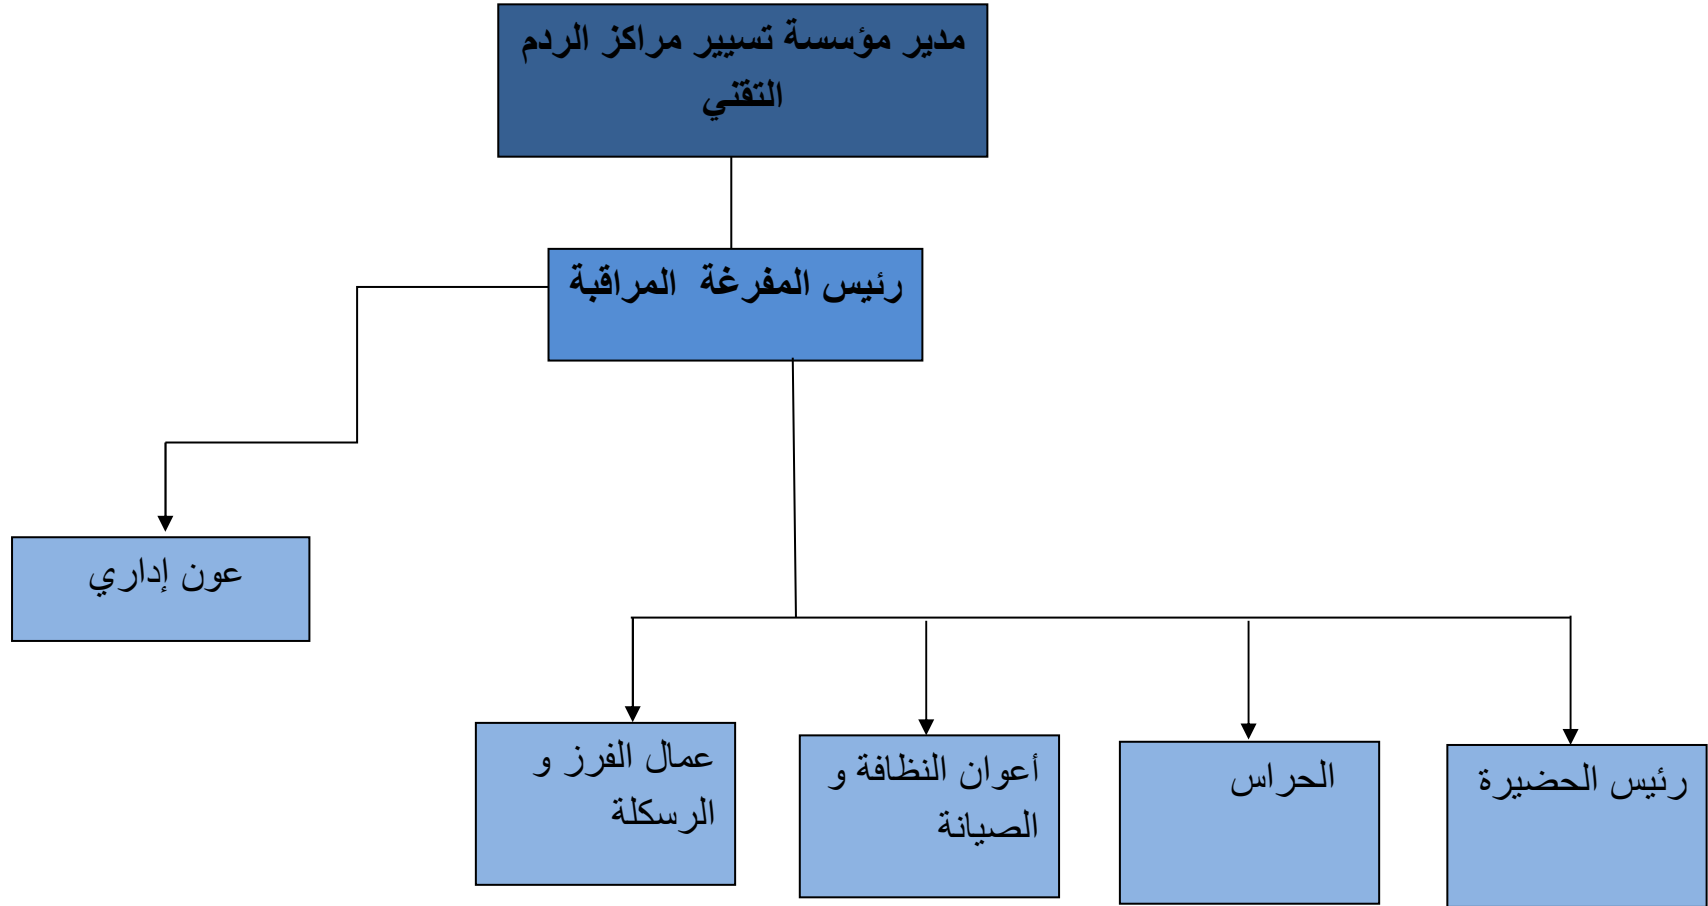 مدير مؤسسة تسيير مراكز الردم
التقني
رئيس المفرغة المراقبة
عون إداري
رئيس الحضيرة
الحراس
أعوان النظافة و
الصيانة
عمال الفرز و
الرسكلة